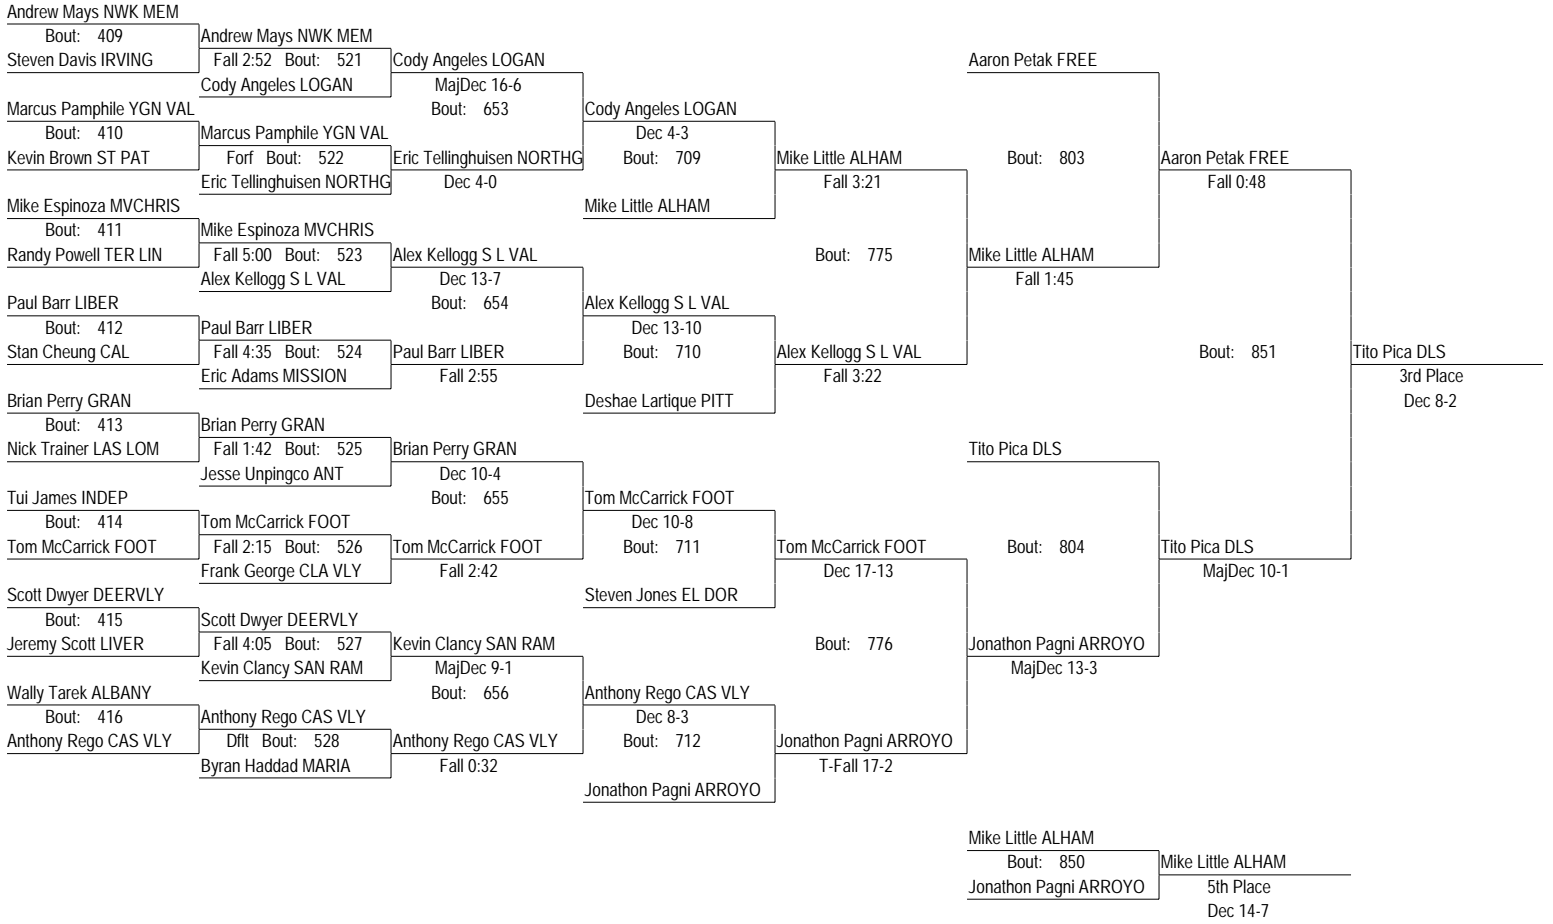 Andrew Mays NWK MEM
Bout: 409
Steven Davis IRVING
Marcus Pamphile YGN VAL
Bout: 410
Kevin Brown ST PAT
Mike Espinoza MVCHRIS
Bout: 411
Randy Powell TER LIN
Paul Barr LIBER
Bout: 412
Stan Cheung CAL
Brian Perry GRAN
Bout: 413
Nick Trainer LAS LOM
Tui James INDEP
Bout: 414
Tom McCarrick FOOT
Scott Dwyer DEERVLY
Bout: 415
Jeremy Scott LIVER
Wally Tarek ALBANY
Bout: 416
Anthony Rego CAS VLY
Andrew Mays NWK MEM
Fall 2:52 Bout: 521
Cody Angeles LOGAN
Marcus Pamphile YGN VAL
Forf Bout: 522
Eric Tellinghuisen NORTHG
Mike Espinoza MVCHRIS
Fall 5:00 Bout: 523
Alex Kellogg S L VAL
Paul Barr LIBER
Fall 4:35 Bout: 524
Eric Adams MISSION
Brian Perry GRAN
Fall 1:42 Bout: 525
Jesse Unpingco ANT
Tom McCarrick FOOT
Fall 2:15 Bout: 526
Frank George CLA VLY
Scott Dwyer DEERVLY
Fall 4:05 Bout: 527
Kevin Clancy SAN RAM
Anthony Rego CAS VLY
Dflt Bout: 528
Byran Haddad MARIA
Cody Angeles LOGAN
MajDec 16-6
Bout: 653
Eric Tellinghuisen NORTHG
Dec 4-0
Alex Kellogg S L VAL
Dec 13-7
Bout: 654
Paul Barr LIBER
Fall 2:55
Brian Perry GRAN
Dec 10-4
Bout: 655
Tom McCarrick FOOT
Fall 2:42
Kevin Clancy SAN RAM
MajDec 9-1
Bout: 656
Anthony Rego CAS VLY
Fall 0:32
Cody Angeles LOGAN
Dec 4-3
Bout: 709
Mike Little ALHAM
Alex Kellogg S L VAL
Dec 13-10
Bout: 710
Deshae Lartique PITT
Tom McCarrick FOOT
Dec 10-8
Bout: 711
Steven Jones EL DOR
Anthony Rego CAS VLY
Dec 8-3
Bout: 712
Jonathon Pagni ARROYO
Mike Little ALHAM
Fall 3:21
Bout: 775
Alex Kellogg S L VAL
Fall 3:22
Tom McCarrick FOOT
Dec 17-13
Bout: 776
Jonathon Pagni ARROYO
T-Fall 17-2
Aaron Petak FREE
Bout: 803
Mike Little ALHAM
Fall 1:45
Tito Pica DLS
Bout: 804
Jonathon Pagni ARROYO
MajDec 13-3
Aaron Petak FREE
Fall 0:48
Bout: 851
Tito Pica DLS
MajDec 10-1
Tito Pica DLS
3rd Place
Dec 8-2
Mike Little ALHAM
Bout: 850
Jonathon Pagni ARROYO
Mike Little ALHAM
5th Place
Dec 14-7